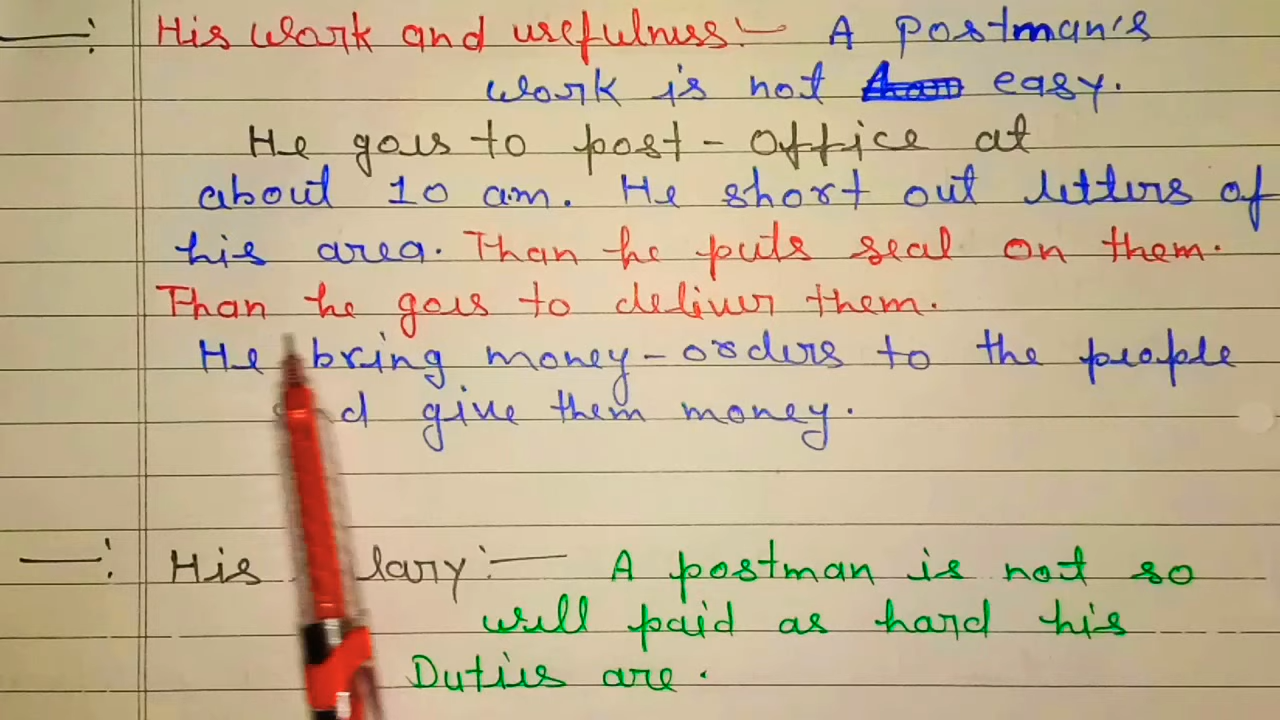 His work and usefulness:- A Postman's
work is not easy.
He goes to post-office at
about 10 am. He short out letters of
his area. Than he puts seal on them.
Than he goes to deliver them.
He bring money-orders to the people
give them money.
His :- A postman is not so
well paid as hard his
Duties are.